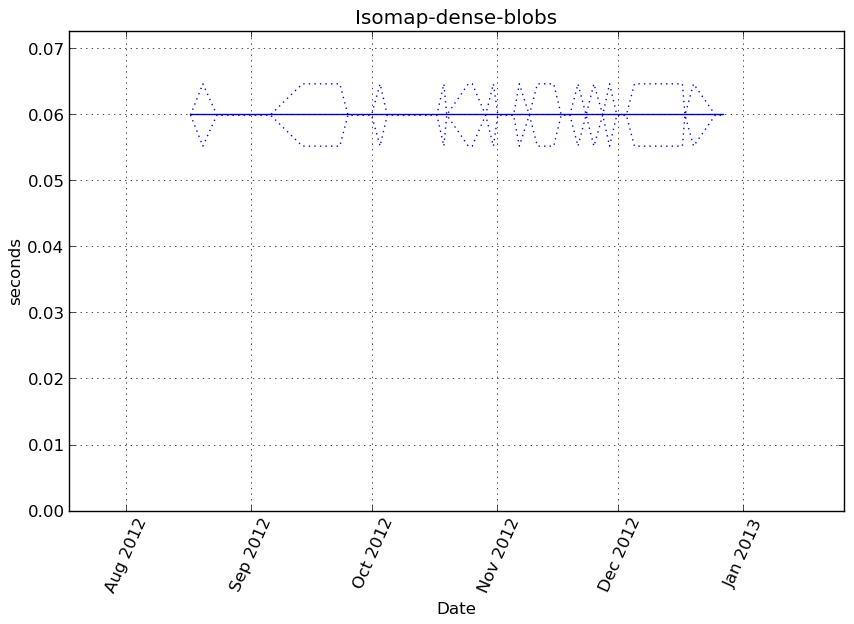 Isomap-dense-blobs
0.07
0.06
0.05
0.04
0.03
0.02
0.01
0.00
seconds
Aug 2012
Sep 2012
Oct 2012
Nov 2012
Dec 2012
Jan 2013
Date